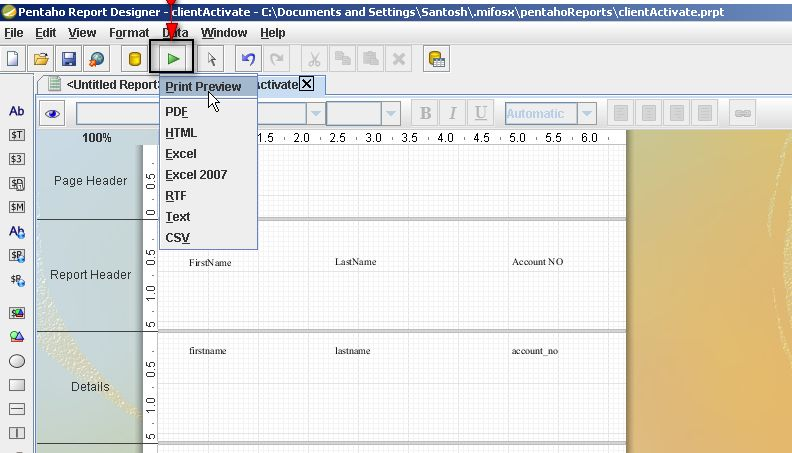 Pentaho Report Designer - clientActivate - C:\Documents and Settings\Santosh\.mifosx\pentahoReports\clientActivate.prpt
File Edit View Format Data Window Help
<Untitled Report ctivate
Print Preview
PDF
HTML
Excel
Excel 2007
RTF
Text
CSV
B I U Automatic
100% 1.5 2.0 2.5 3.0 3.5 4.0 4.5 5.0 5.5 6.0
Ab
$T
$3
$M
Ab
$P
$P
Page Header
0.5
0
Report Header
0.5
1.0
5
FirstName LastName Account NO
Details
0.5
1.0
5
firstname lastname account_no